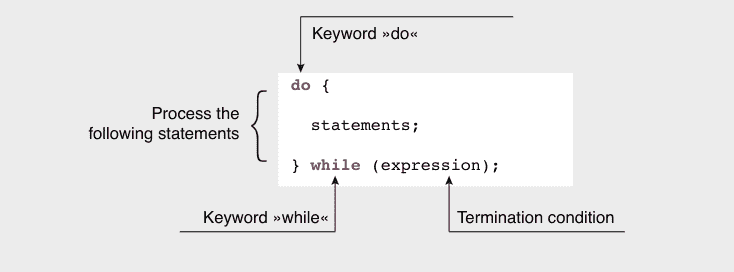 Keyword »do«
do {
Process the
following statements
statements;
} while (expression);
Keyword »while«
Termination condition